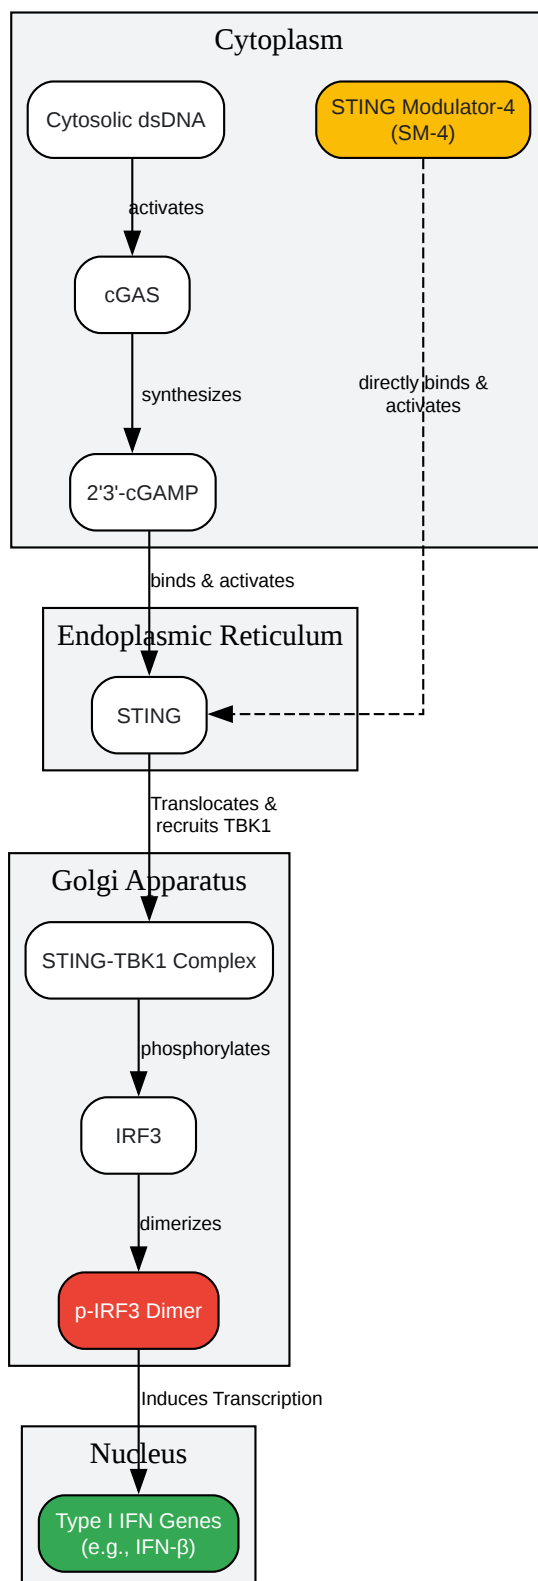 Cytoplasm
Cytosolic dsDNA
STING Modulator-4
(SM-4)
activates
cGAS
synthesizes
directly binds &
activates
2'3'-cGAMP
binds & activates
Endoplasmic Reticulum
STING
Translocates &
recruits TBK1
Golgi Apparatus
STING-TBK1 Complex
phosphorylates
IRF3
dimerizes
p-IRF3 Dimer
Induces Transcription
Nucleus
Type I IFN Genes
(e.g., IFN-β)